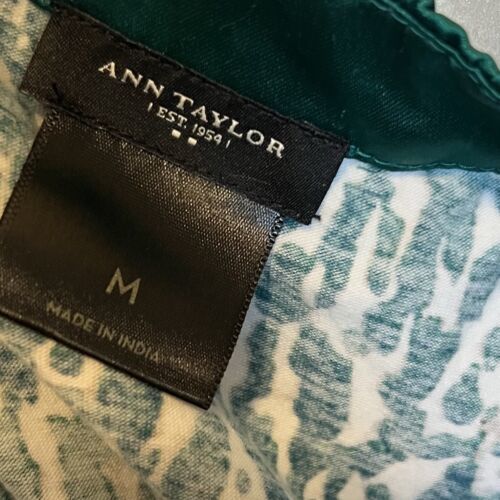 ANN TAYLOR
| EST. 1954 |
M
MADE IN INDIA